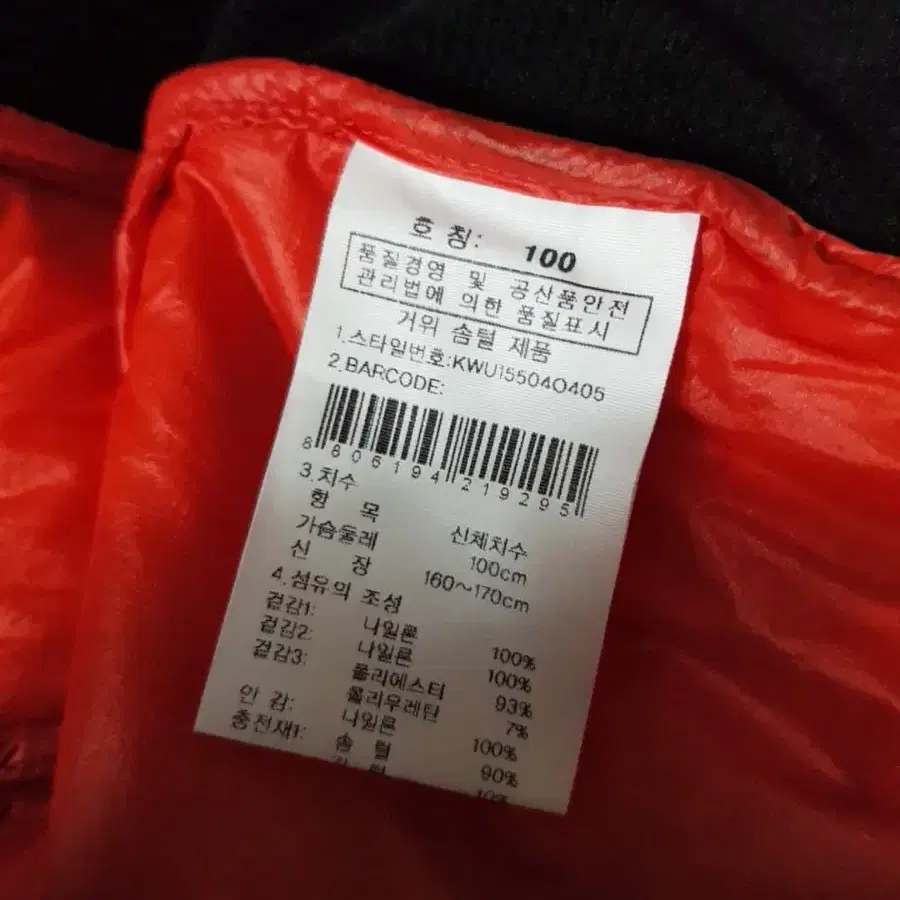 호 칭: 100
품질경영 및 공산품안전
관리법에 의한 품질표시
거위 솜털 제품
1.스타일번호:KWU15504O405
2.BARCODE:
8 806194 219295
3.치수
항 목 신체치수
가슴둘레 100cm
신 장 160~170cm
4.섬유의 조성
겉감1: 나일론 100%
겉감2: 나일론 100%
겉감3: 폴리에스터 93%
폴리우레탄 7%
안 감: 나일론 100%
충전재1: 솜 털 90%
깃 털 10%